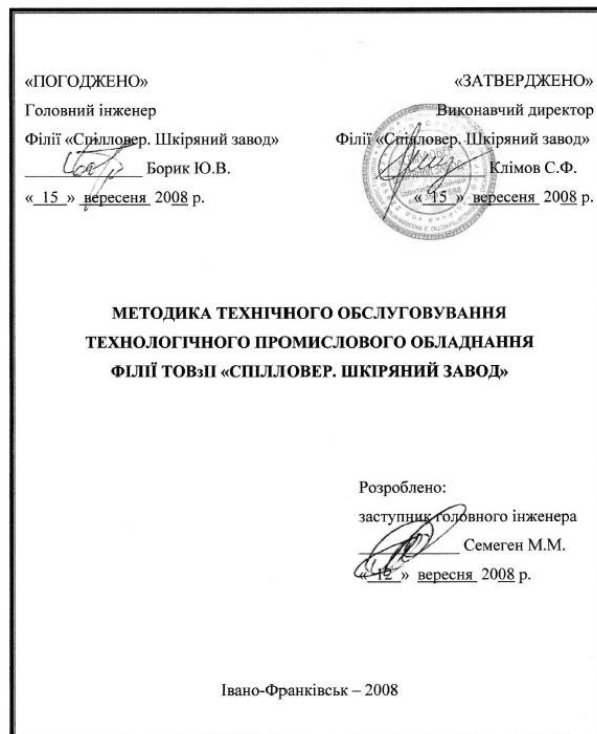 «ПОГОДЖЕНО»
Головний інженер
Філії «Спілловер. Шкіряний завод»
Борик Ю.В.
« 15 » вересеня 2008 р.
«ЗАТВЕРДЖЕНО»
Виконавчий директор
Філії «Спілловер. Шкіряний завод»
Клімов С.Ф.
« 15 » вересеня 2008 р.
МЕТОДИКА ТЕХНІЧНОГО ОБСЛУГОВУВАННЯ
ТЕХНОЛОГІЧНОГО ПРОМИСЛОВОГО ОБЛАДНАННЯ
ФІЛІЇ ТОВзІІ «СПІЛЛОВЕР. ШКІРЯНИЙ ЗАВОД»
Розроблено:
заступник головного інженера
Семеген М.М.
« 12 » вересня 2008 р.
Івано-Франківськ – 2008